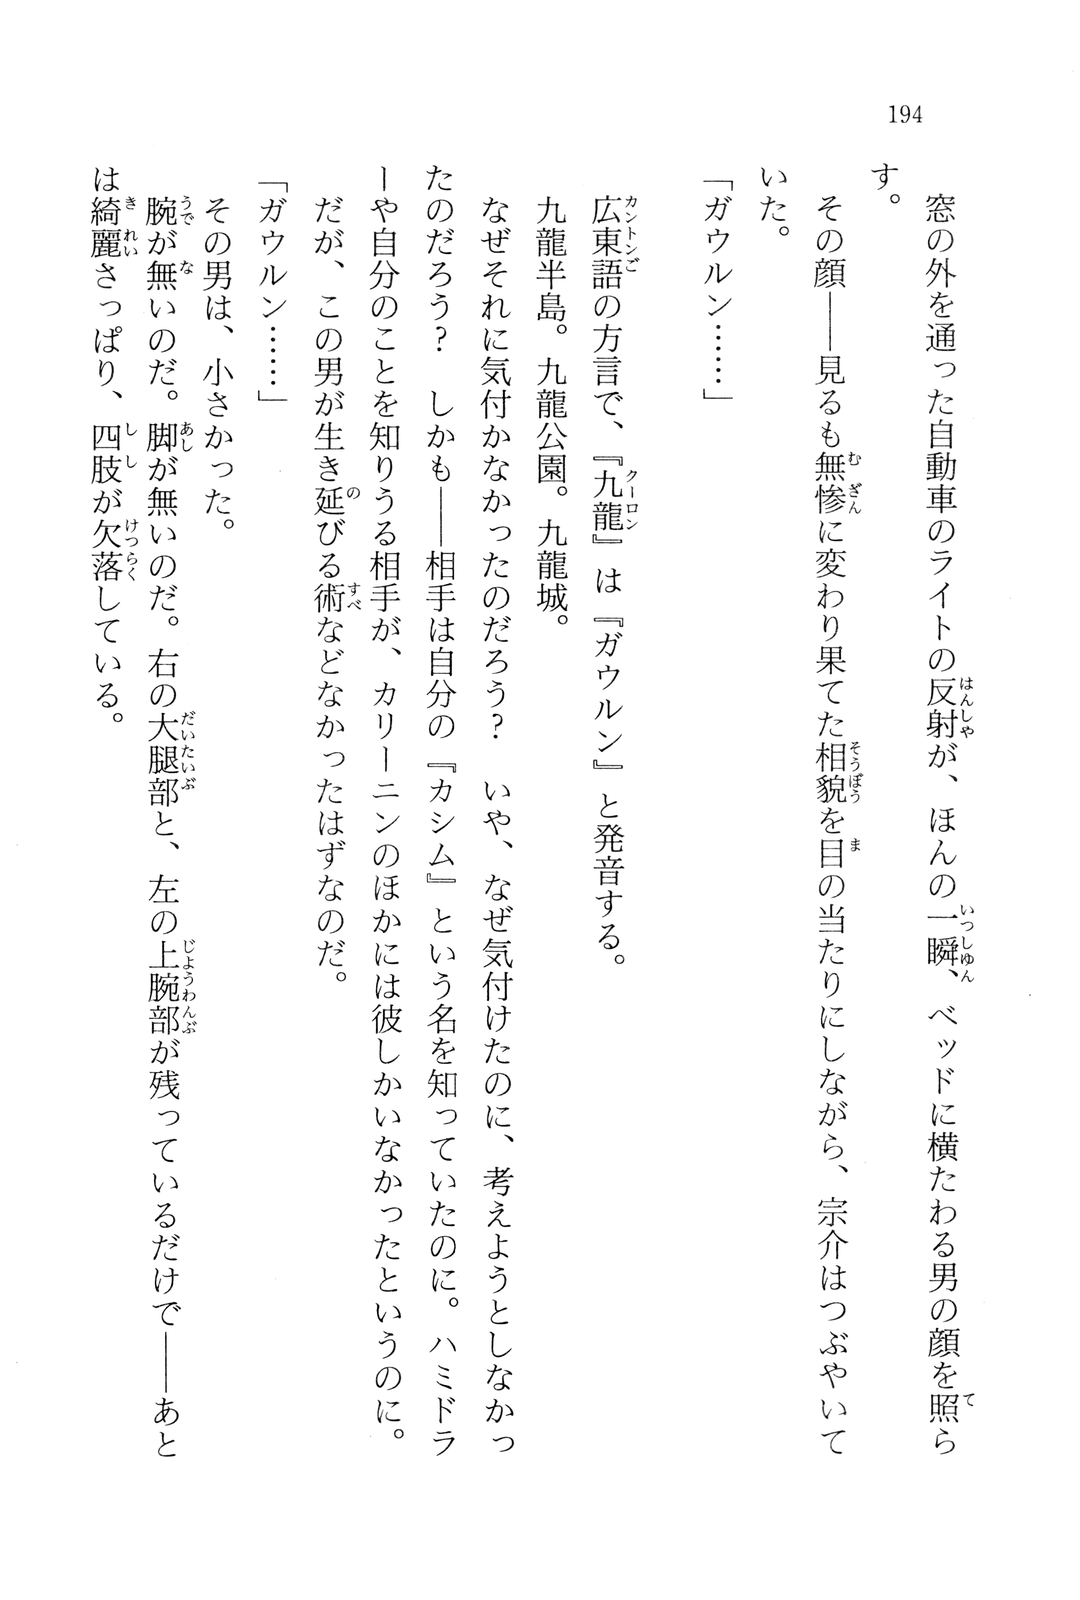 194
　窓の外を通った自動車のライトの反射が、ほんの一瞬、ベッドに横たわる男の顔を照ら
す。
　その顔――見るも無惨に変わり果てた相貌を目の当たりにしながら、宗介はつぶやいて
いた。
「ガウルン……」
　広東語の方言で、『九龍』は『ガウルン』と発音する。
　九龍半島。九龍公園。九龍城。
　なぜそれに気付かなかったのだろう？　いや、なぜ気付けたのに、考えようとしなかっ
たのだろう？　しかも――相手は自分の『カシム』という名を知っていたのに。ハミドラ
ーや自分のことを知りうる相手が、カリーニンのほかには彼しかいなかったというのに。
　だが、この男が生き延びる術などなかったはずなのだ。
「ガウルン……」
　その男は、小さかった。
　腕が無いのだ。脚が無いのだ。右の大腿部と、左の上腕部が残っているだけで――あと
は綺麗さっぱり、四肢が欠落している。